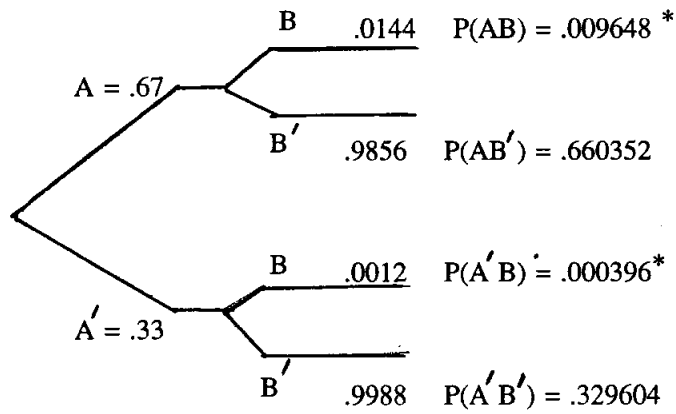 B .0144 P(AB) = .009648 *
A = .67
B′ .9856 P(AB′) = .660352
B .0012 P(A′B) = .000396*
A′ = .33
B′ .9988 P(A′B′) = .329604